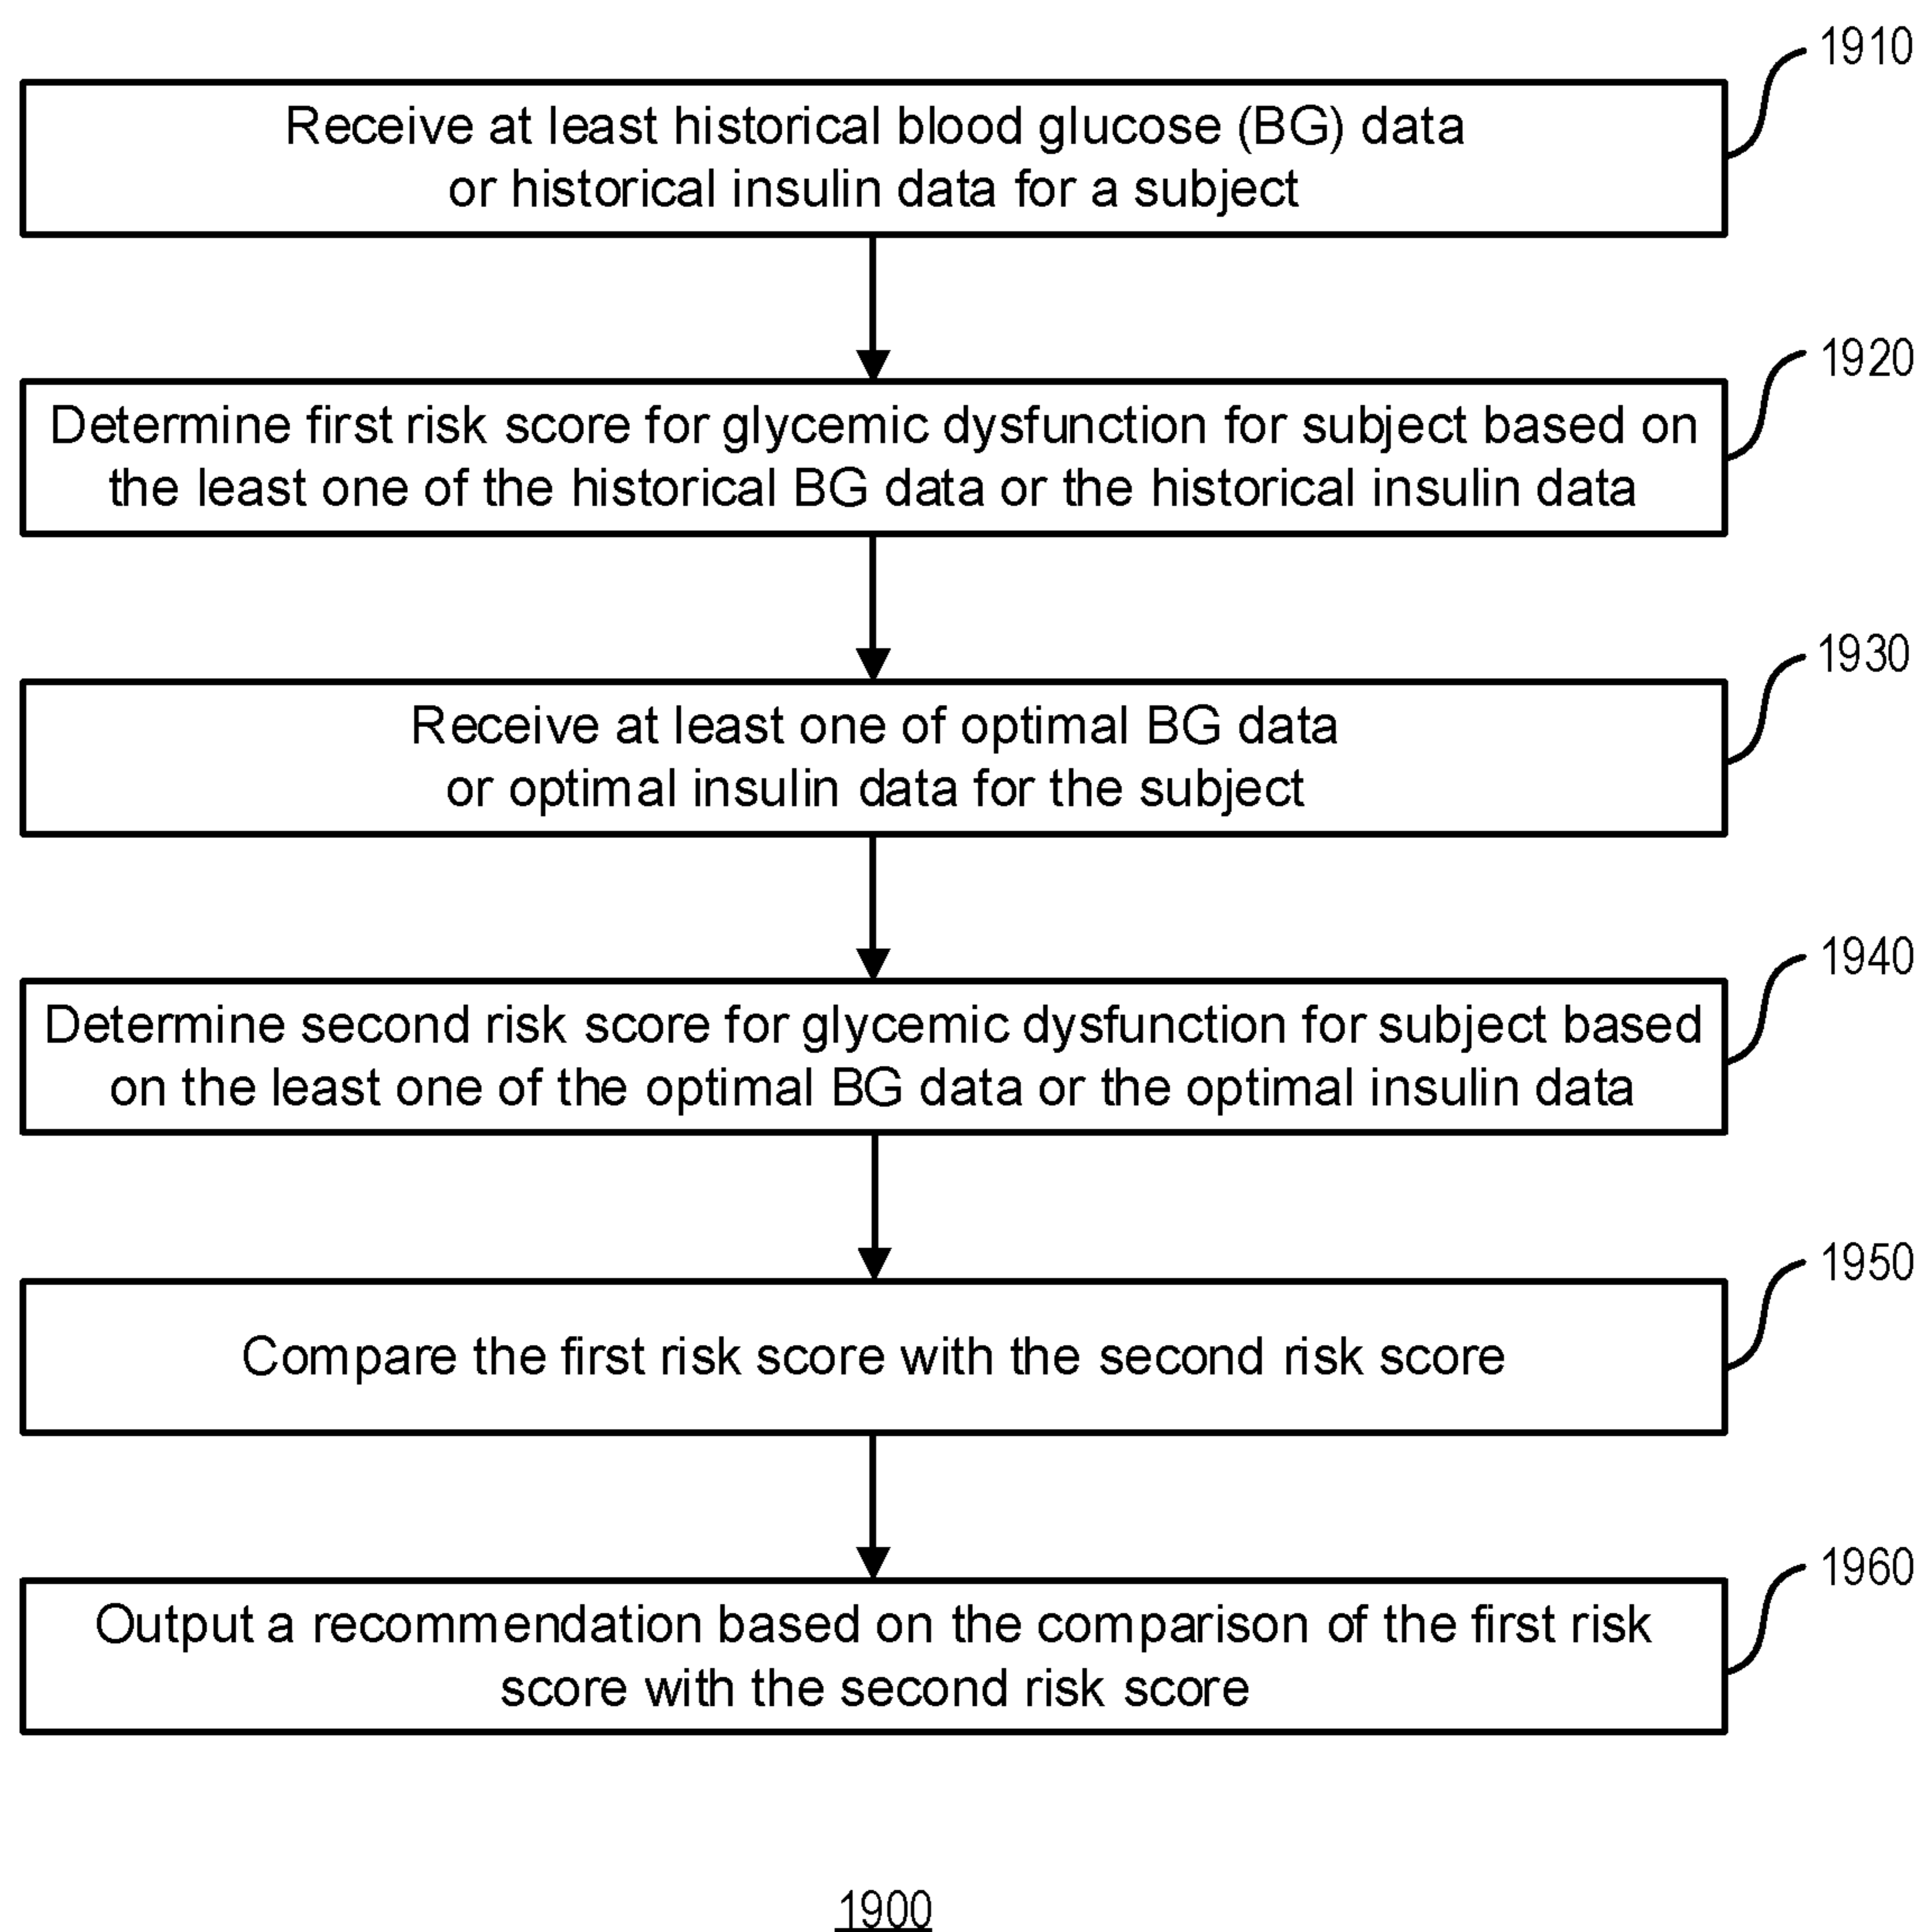 1910
Receive at least historical blood glucose (BG) data
or historical insulin data for a subject
1920
Determine first risk score for glycemic dysfunction for subject based on
the least one of the historical BG data or the historical insulin data
1930
Receive at least one of optimal BG data
or optimal insulin data for the subject
1940
Determine second risk score for glycemic dysfunction for subject based
on the least one of the optimal BG data or the optimal insulin data
1950
Compare the first risk score with the second risk score
1960
Output a recommendation based on the comparison of the first risk
score with the second risk score
1900